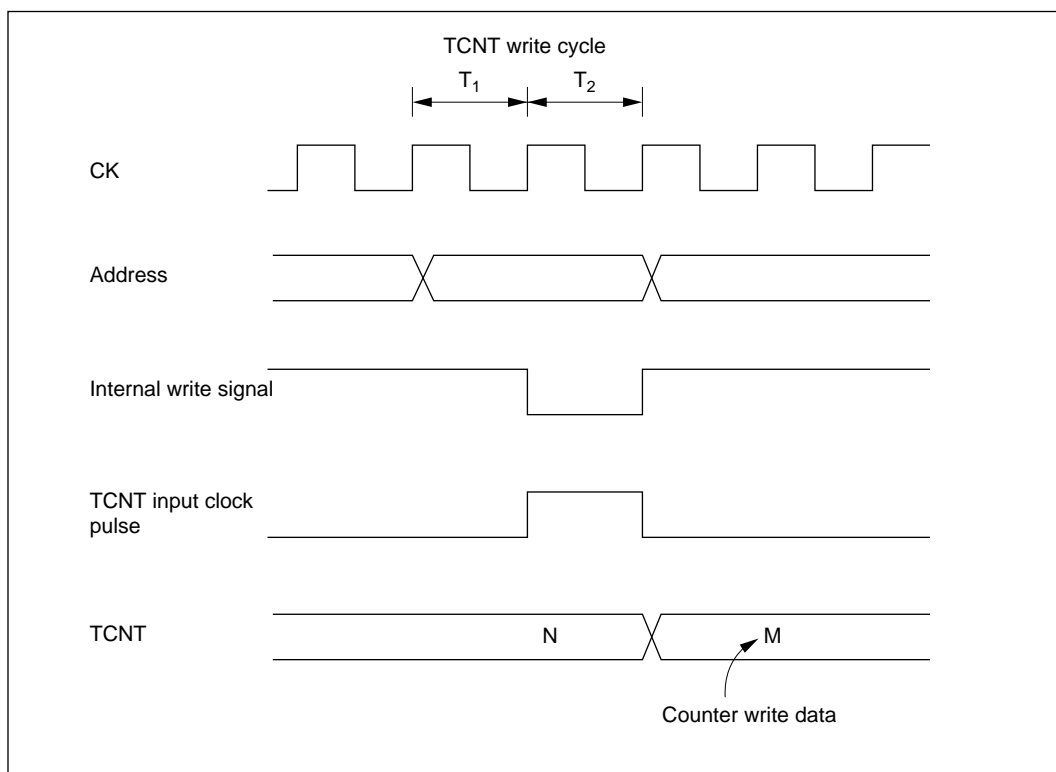 TCNT write cycle
T1 T2
CK
Address
Internal write signal
TCNT input clock
pulse
TCNT N M
Counter write data